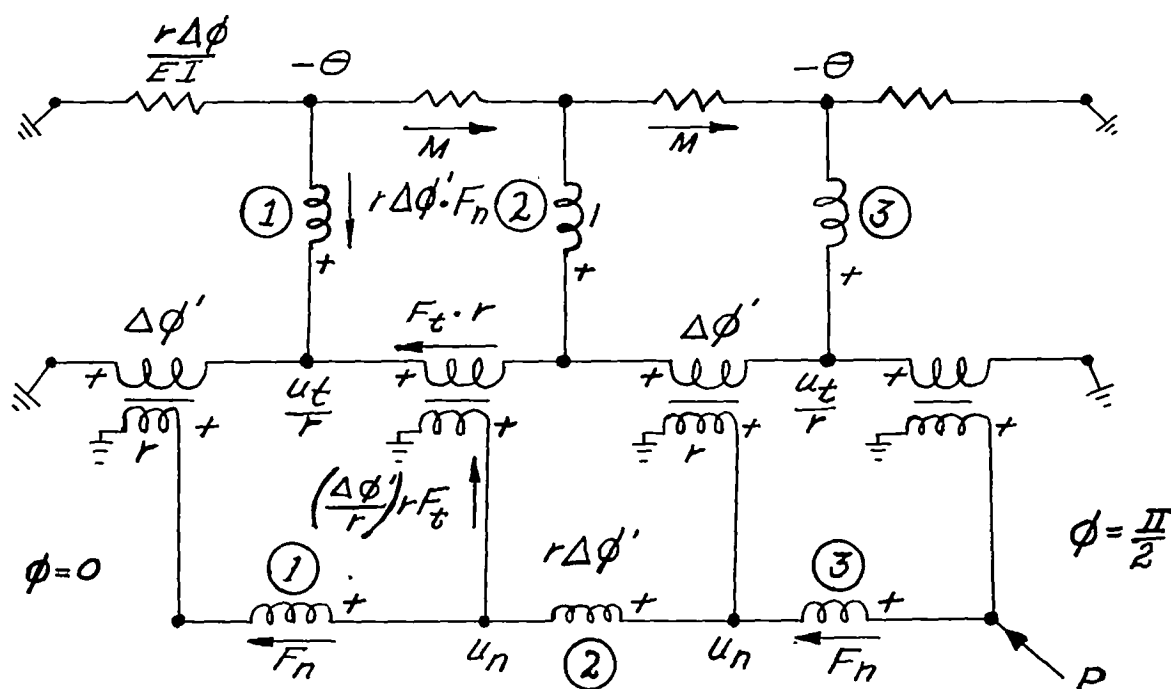 rΔϕ/EI
-θ
-θ
M
M
①
rΔϕ'·Fn
②
1
③
+
+
+
Δϕ'
Ft·r
Δϕ'
+
+
+
+
ut/r
ut/r
+
+
+
+
r
r
(Δϕ'/r)rFt
ϕ=0
①
rΔϕ'
③
ϕ=π/2
+
+
+
Fn
un
②
un
Fn
P